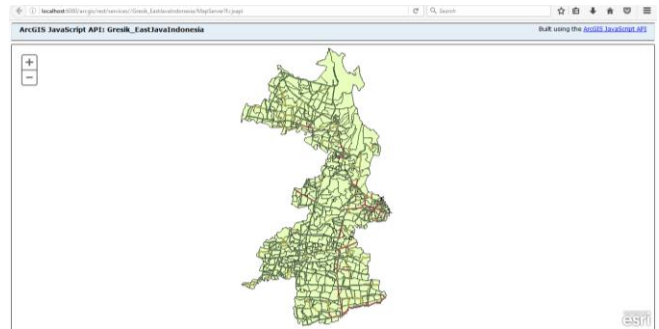 localhost:6080/arcgis/rest/services//Gresik_EastJavaIndonesia/MapServer?f=jsapi
Search
ArcGIS JavaScript API: Gresik_EastJavaIndonesia
Built using the ArcGIS JavaScript API
+
−
esri